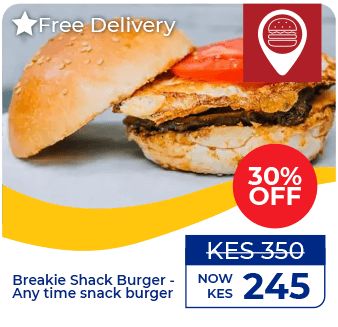 Free Delivery
30%
OFF
KES 350
Breakie Shack Burger -
Any time snack burger
NOW
KES
245